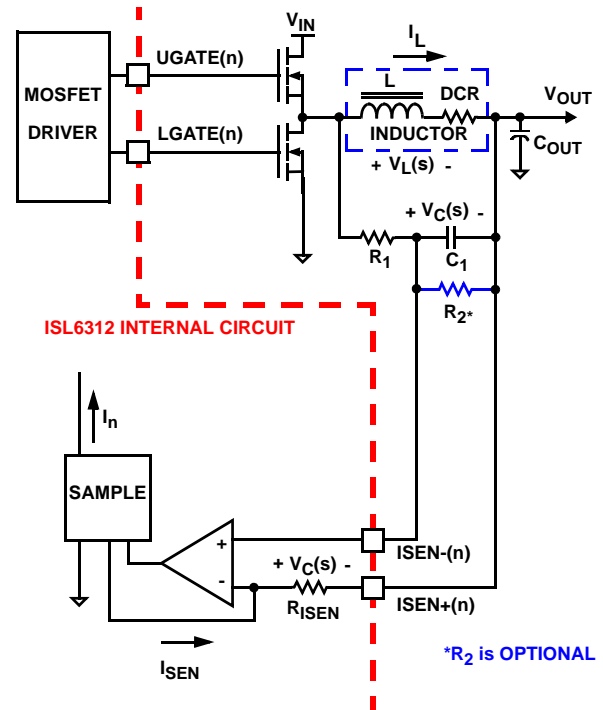 V_IN
I_L
UGATE(n)
MOSFET
DRIVER
L
DCR
V_OUT
INDUCTOR
LGATE(n)
C_OUT
+ V_L(s) -
+ V_C(s) -
R_1
C_1
R_2*
ISL6312 INTERNAL CIRCUIT
I_n
SAMPLE
+
ISEN-(n)
+ V_C(s) -
-
R_ISEN
ISEN+(n)
I_SEN
*R_2 is OPTIONAL